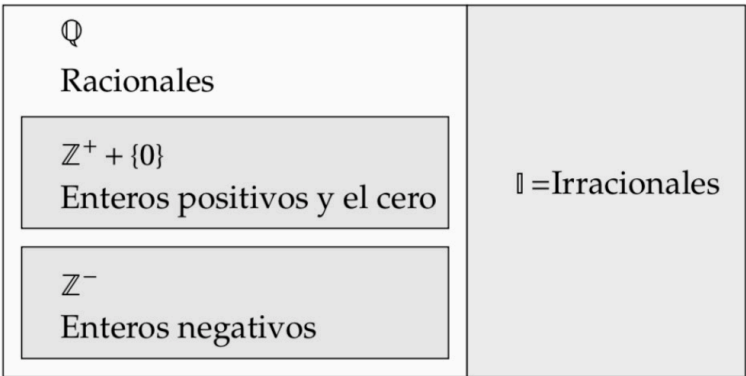 ℚ
Racionales
ℤ⁺ + {0}
Enteros positivos y el cero
ℤ⁻
Enteros negativos
𝕀 =Irracionales